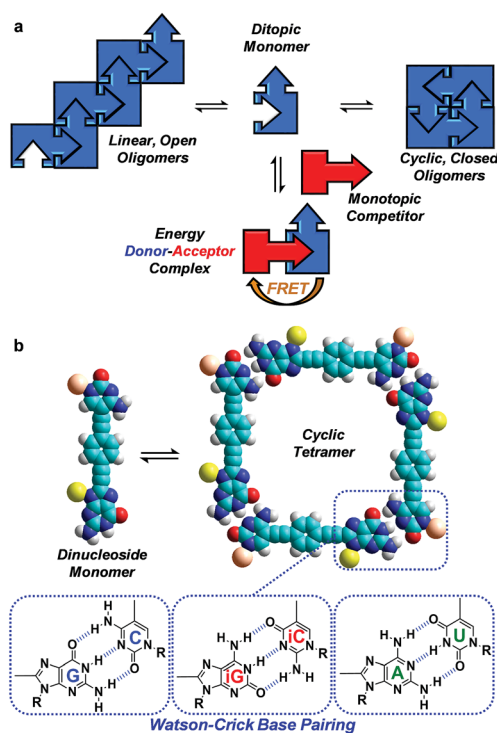 a
Ditopic
Monomer
Linear, Open
Oligomers
Cyclic, Closed
Oligomers
Monotopic
Competitor
Energy
Donor-Acceptor
Complex
FRET
b
Cyclic
Tetramer
Dinucleoside
Monomer
H
H N
O
C
N
N
R
O
H
N
N
G
N
N
R
N H
H
O
H
H N
iC
N
N
R
O
N H
H
N
N
iG
N
N
R
O
H
H N
O
U
H N
N
R
O
N
N
A
N
N
R
N H
H
Watson-Crick Base Pairing